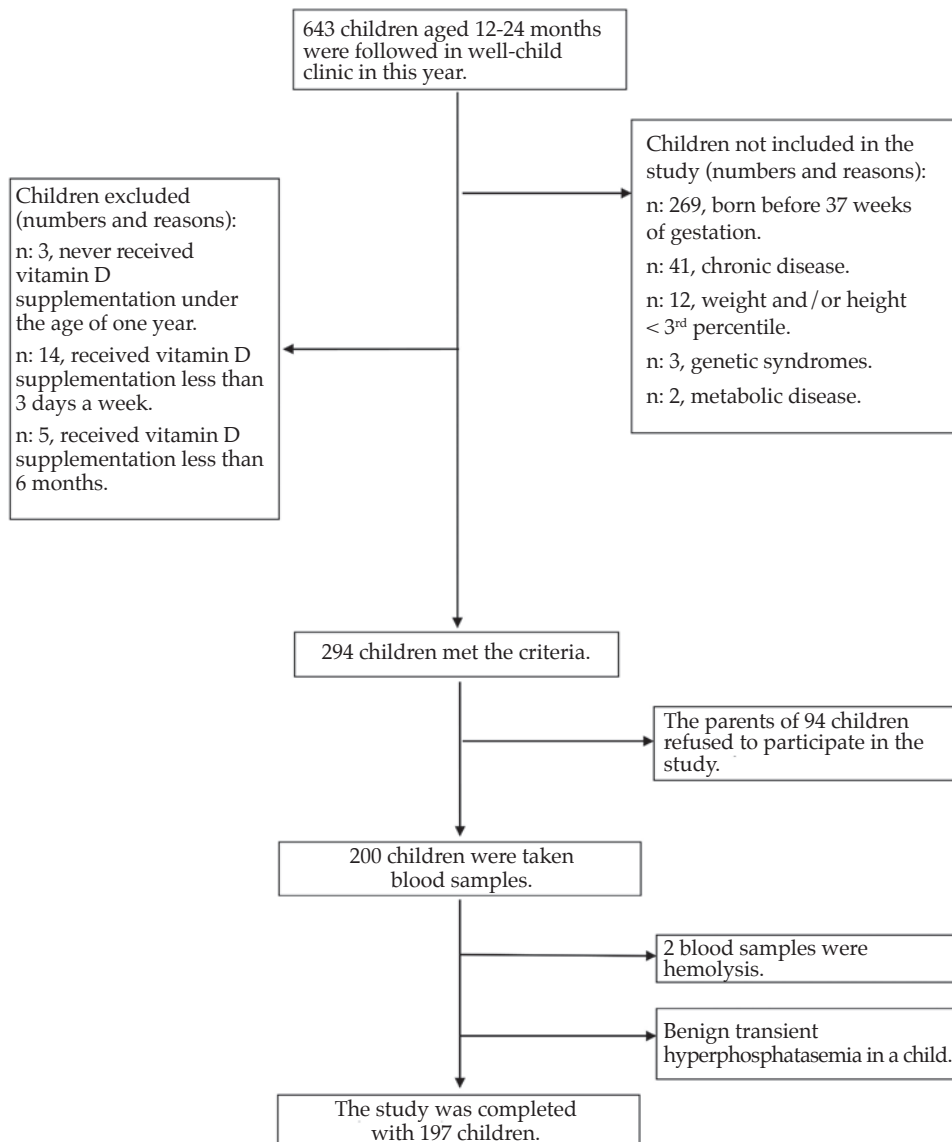 643 children aged 12-24 months
were followed in well-child
clinic in this year.
Children not included in the
study (numbers and reasons):
n: 269, born before 37 weeks
of gestation.
n: 41, chronic disease.
n: 12, weight and/or height
< 3rd percentile.
n: 3, genetic syndromes.
n: 2, metabolic disease.
Children excluded
(numbers and reasons):
n: 3, never received
vitamin D
supplementation under
the age of one year.
n: 14, received vitamin D
supplementation less than
3 days a week.
n: 5, received vitamin D
supplementation less than
6 months.
294 children met the criteria.
The parents of 94 children
refused to participate in the
study.
200 children were taken
blood samples.
2 blood samples were
hemolysis.
Benign transient
hyperphosphatasemia in a child.
The study was completed
with 197 children.